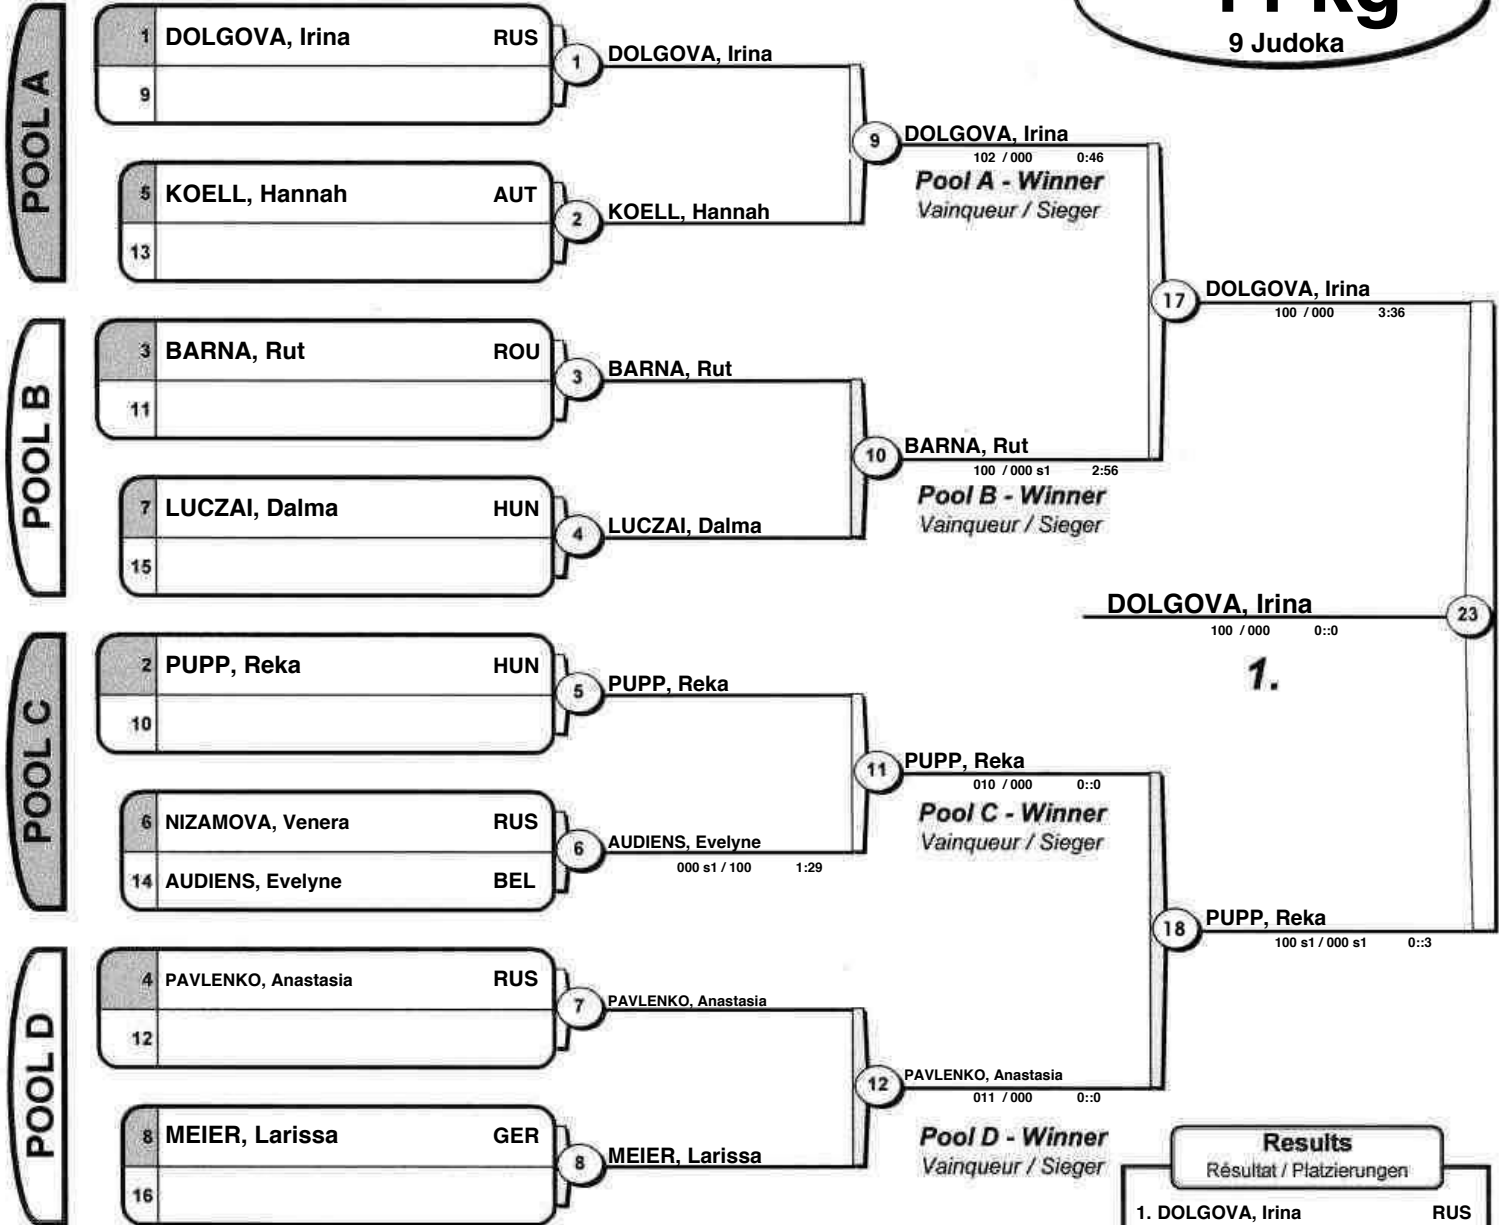 kg
9 Judoka
POOL A
1 DOLGOVA, Irina RUS
9
1 DOLGOVA, Irina
5 KOELL, Hannah AUT
13
2 KOELL, Hannah
9 DOLGOVA, Irina
102 / 000 0:46
Pool A - Winner
Vainqueur / Sieger
POOL B
3 BARNA, Rut ROU
11
3 BARNA, Rut
7 LUCZAI, Dalma HUN
15
4 LUCZAI, Dalma
10 BARNA, Rut
100 / 000 s1 2:56
Pool B - Winner
Vainqueur / Sieger
17 DOLGOVA, Irina
100 / 000 3:36
DOLGOVA, Irina 23
100 / 000 0::0
1.
POOL C
2 PUPP, Reka HUN
10
5 PUPP, Reka
6 NIZAMOVA, Venera RUS
14 AUDIENS, Evelyne BEL
6 AUDIENS, Evelyne
000 s1 / 100 1:29
11 PUPP, Reka
010 / 000 0::0
Pool C - Winner
Vainqueur / Sieger
18 PUPP, Reka
100 s1 / 000 s1 0::3
POOL D
4 PAVLENKO, Anastasia RUS
12
7 PAVLENKO, Anastasia
8 MEIER, Larissa GER
16
8 MEIER, Larissa
12 PAVLENKO, Anastasia
011 / 000 0::0
Pool D - Winner
Vainqueur / Sieger
Results
Résultat / Platzierungen
1. DOLGOVA, Irina RUS